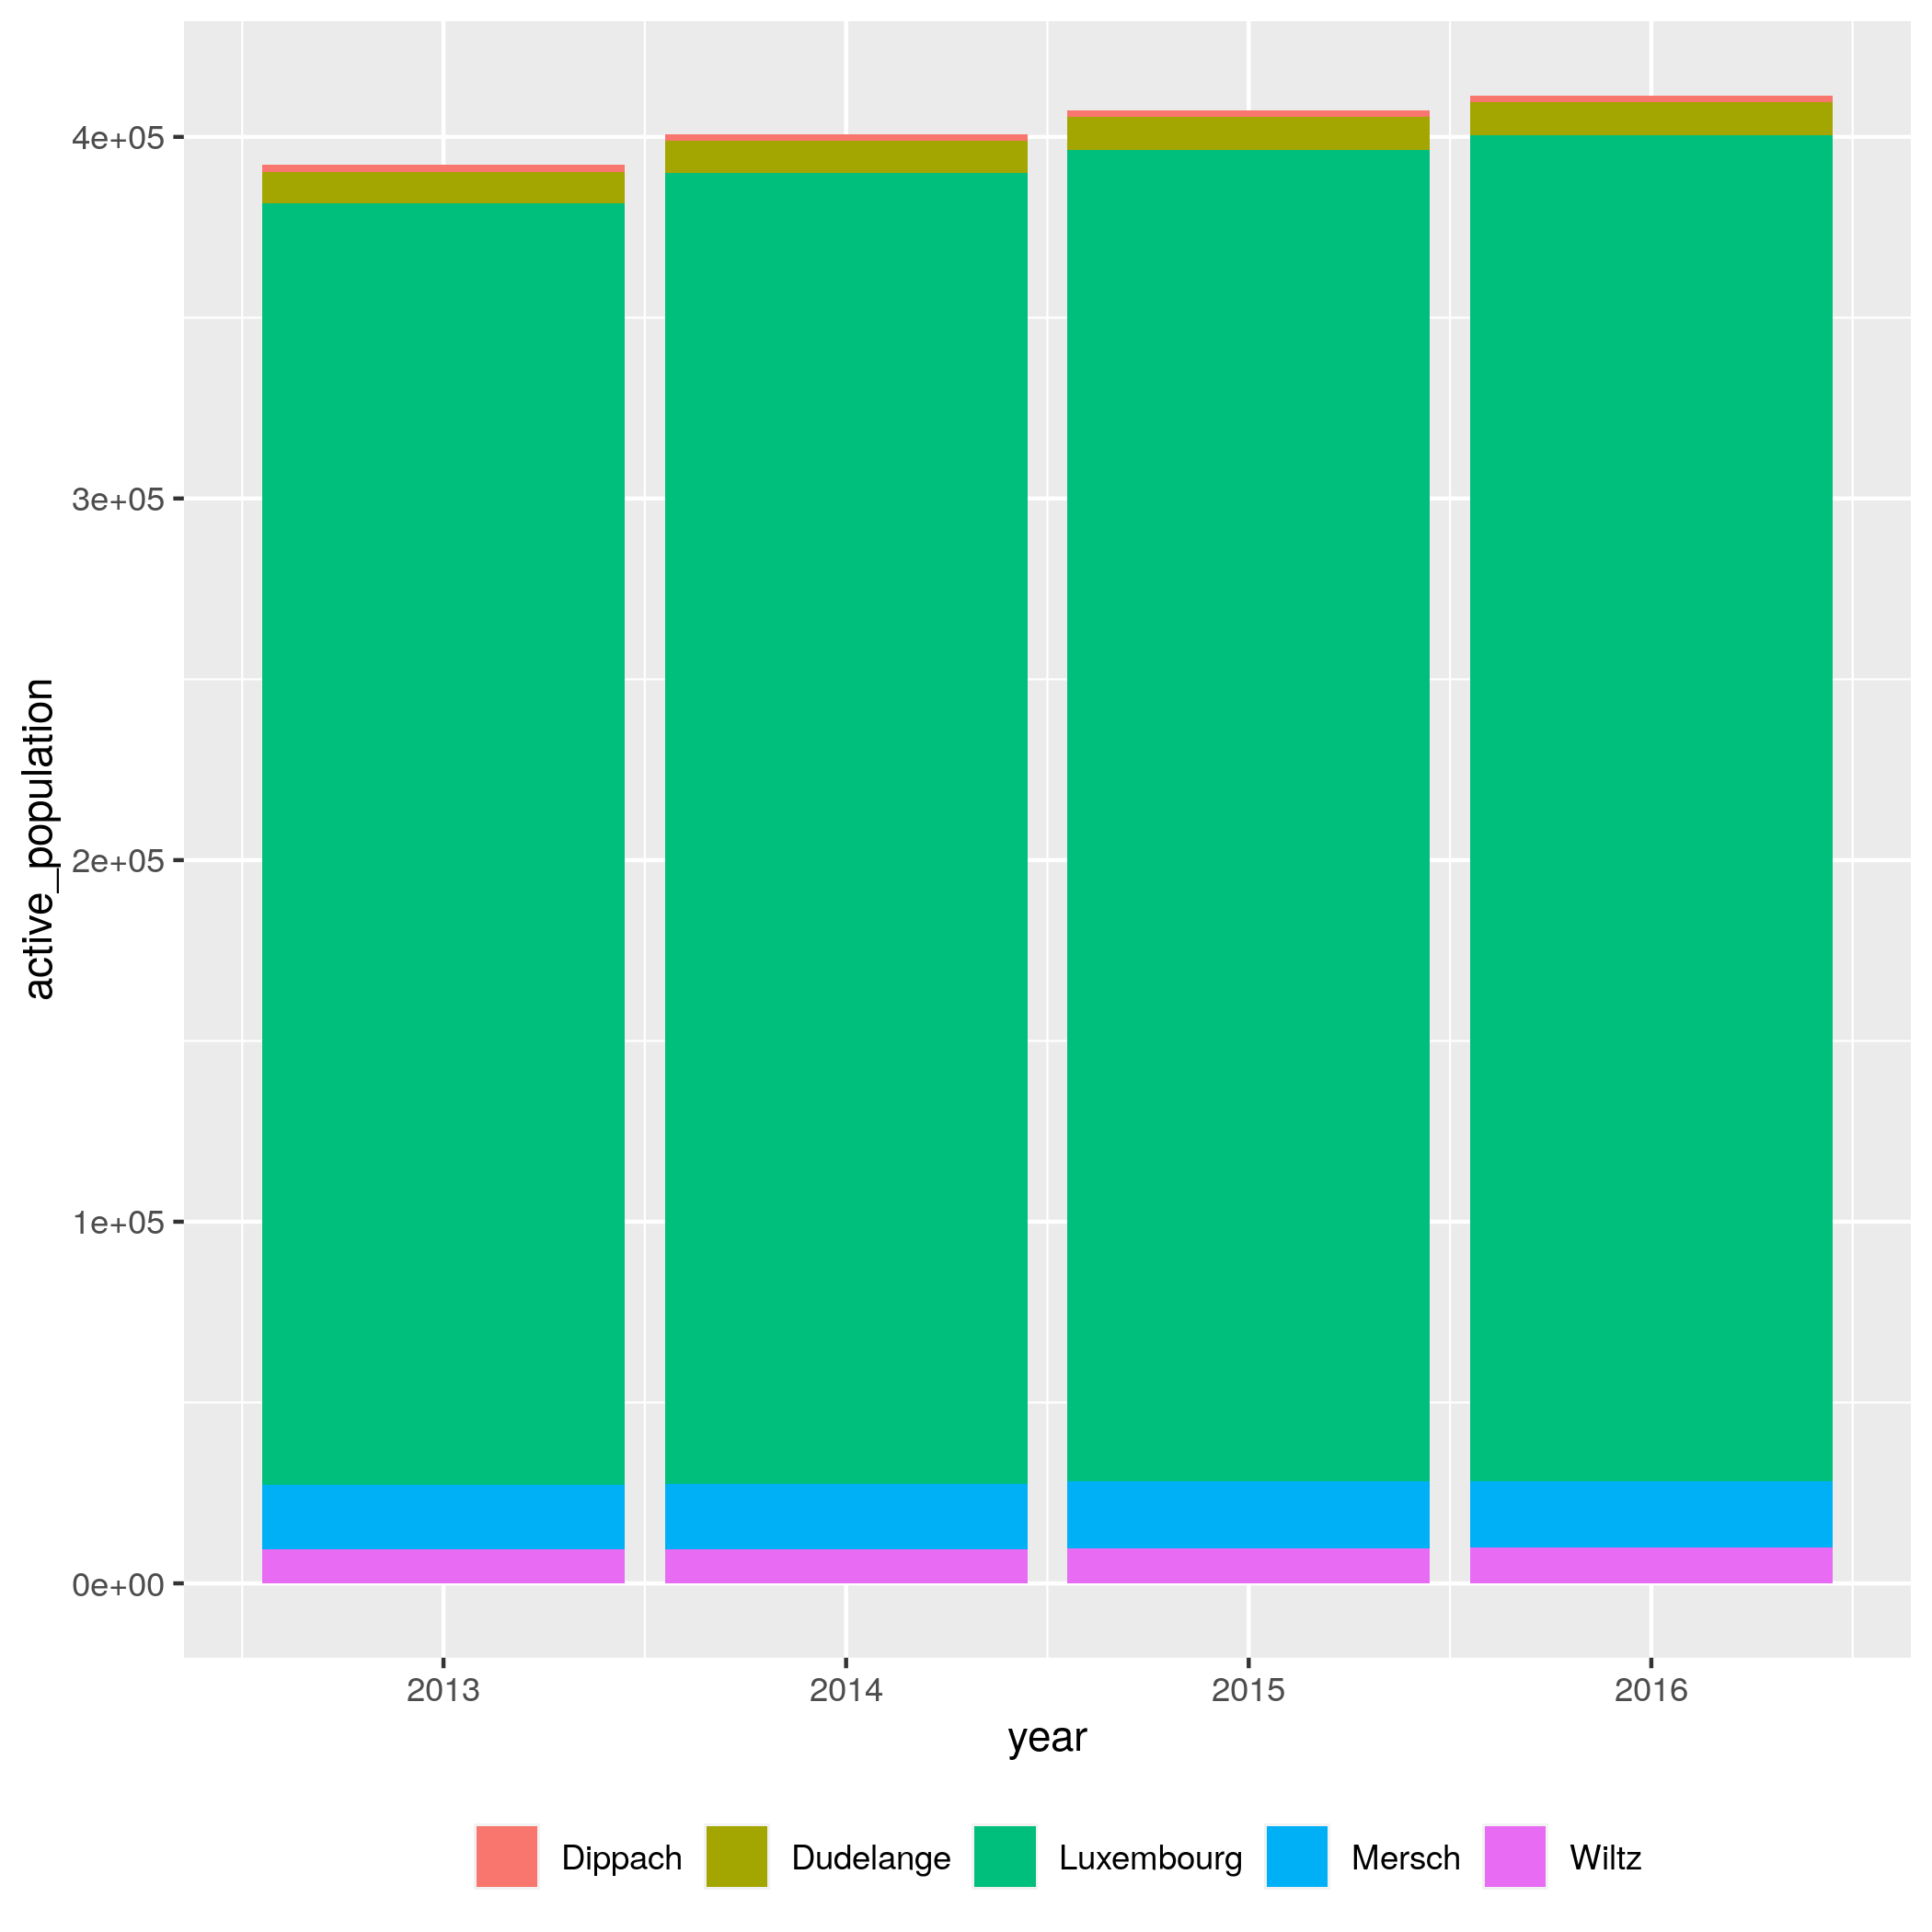 active_population
4e+05
3e+05
2e+05
1e+05
0e+00
2013 2014 2015 2016
year
Dippach Dudelange Luxembourg Mersch Wiltz